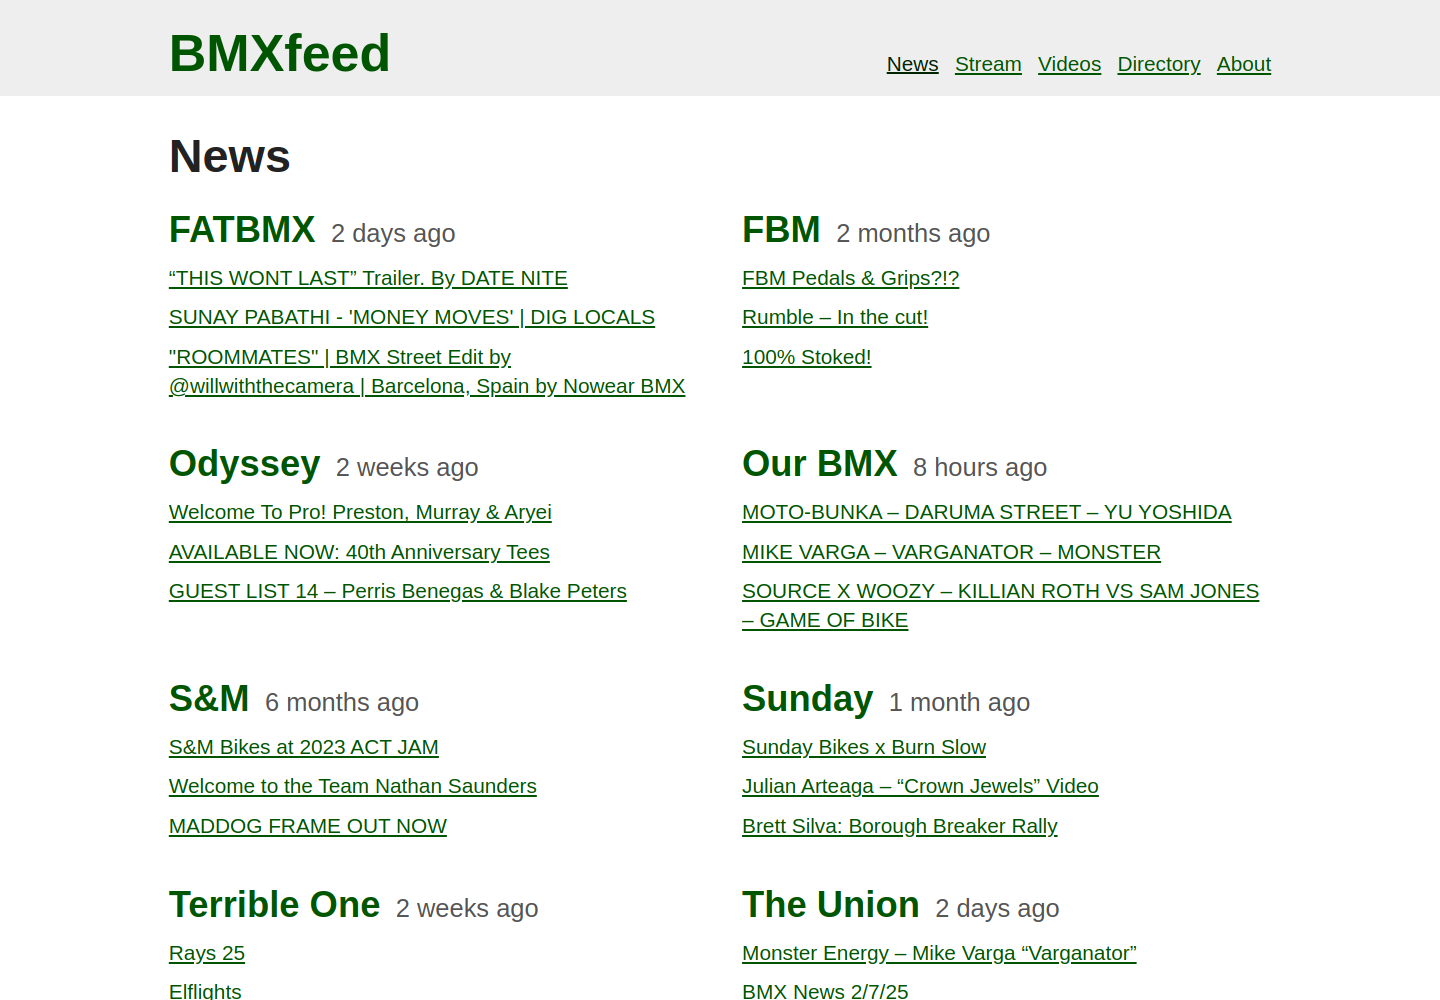 BMXfeed
News Stream Videos Directory About
News
FATBMX 2 days ago
“THIS WONT LAST” Trailer. By DATE NITE
SUNAY PABATHI - 'MONEY MOVES' | DIG LOCALS
"ROOMMATES" | BMX Street Edit by
@willwiththecamera | Barcelona, Spain by Nowear BMX
FBM 2 months ago
FBM Pedals & Grips?!?
Rumble – In the cut!
100% Stoked!
Odyssey 2 weeks ago
Welcome To Pro! Preston, Murray & Aryei
AVAILABLE NOW: 40th Anniversary Tees
GUEST LIST 14 – Perris Benegas & Blake Peters
Our BMX 8 hours ago
MOTO-BUNKA – DARUMA STREET – YU YOSHIDA
MIKE VARGA – VARGANATOR – MONSTER
SOURCE X WOOZY – KILLIAN ROTH VS SAM JONES
– GAME OF BIKE
S&M 6 months ago
S&M Bikes at 2023 ACT JAM
Welcome to the Team Nathan Saunders
MADDOG FRAME OUT NOW
Sunday 1 month ago
Sunday Bikes x Burn Slow
Julian Arteaga – “Crown Jewels” Video
Brett Silva: Borough Breaker Rally
Terrible One 2 weeks ago
Rays 25
Elflights
The Union 2 days ago
Monster Energy – Mike Varga “Varganator”
BMX News 2/7/25